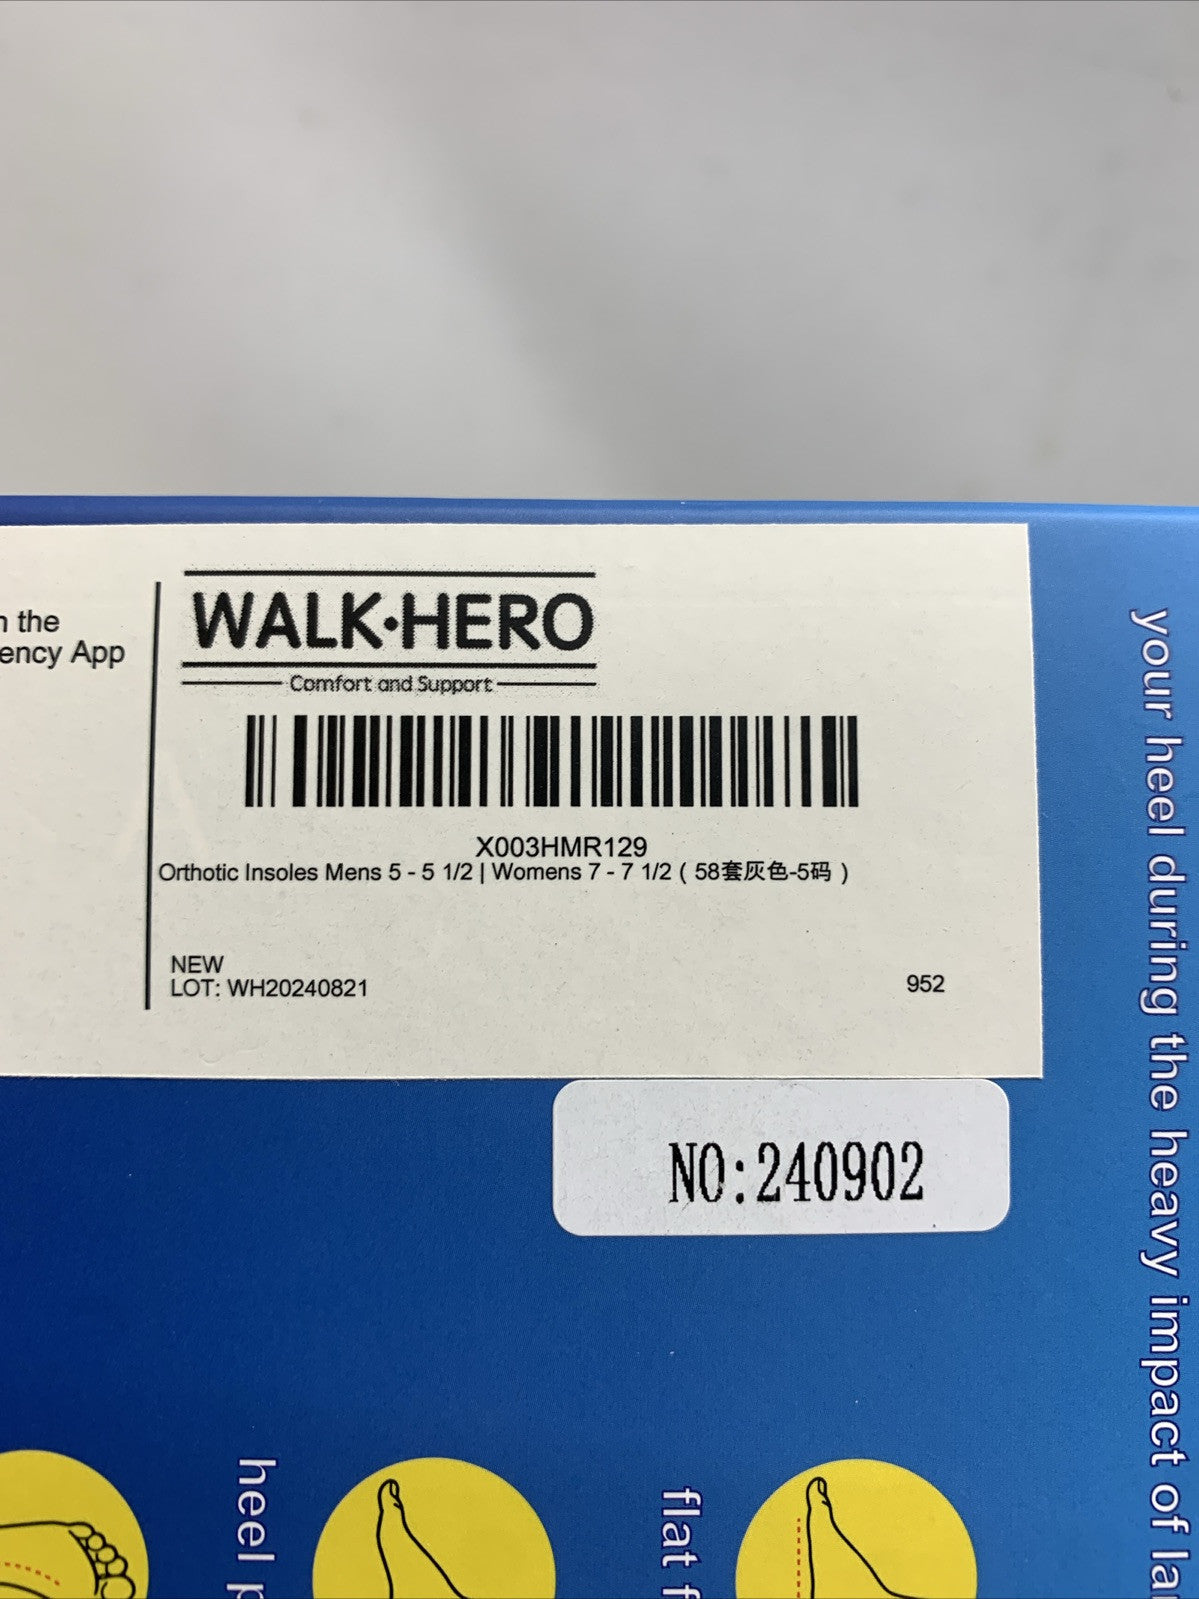 the
App
WALK·HERO
Comfort and Support
X003HMR129
Orthotic Insoles Mens 5 - 5 1/2 | Womens 7 - 7 1/2 ( 58套灰色-5码 )
NEW
LOT: WH20240821
952
NO:240902
your heel during the heavy impact of
heel
flat